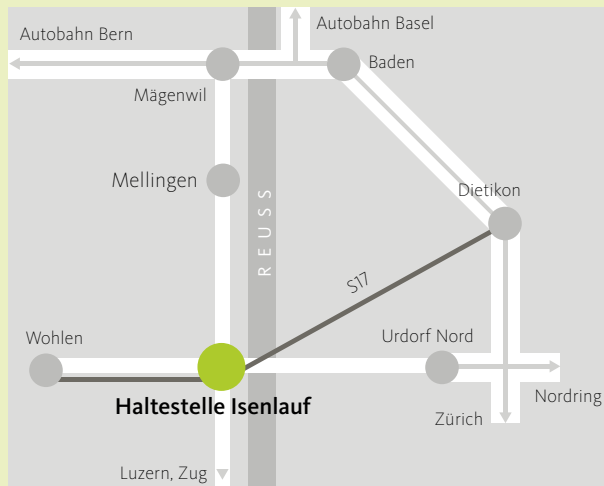 Autobahn Bern
Autobahn Basel
Baden
Mägenwil
Mellingen
Dietikon
REUSS
S17
Wohlen
Urdorf Nord
Haltestelle Isenlauf
Nordring
Zürich
Luzern, Zug